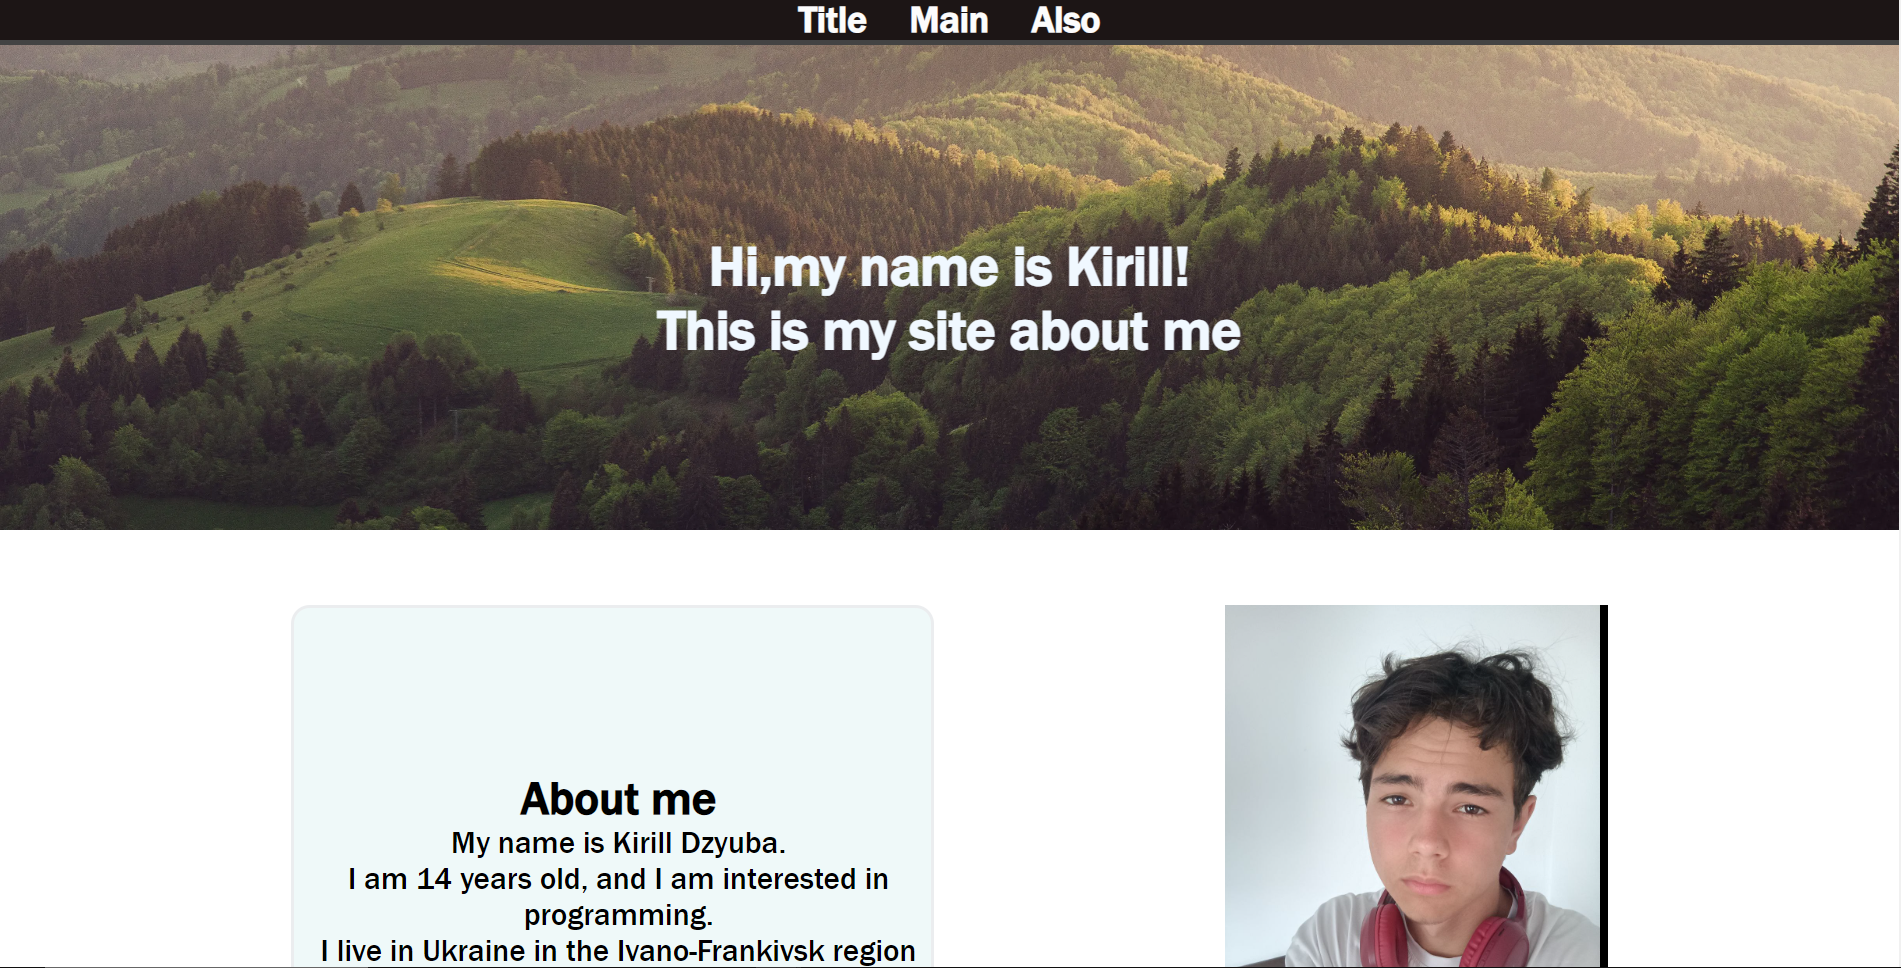 Title Main Also
Hi,my name is Kirill!
This is my site about me
About me
My name is Kirill Dzyuba.
I am 14 years old, and I am interested in
programming.
I live in Ukraine in the Ivano-Frankivsk region